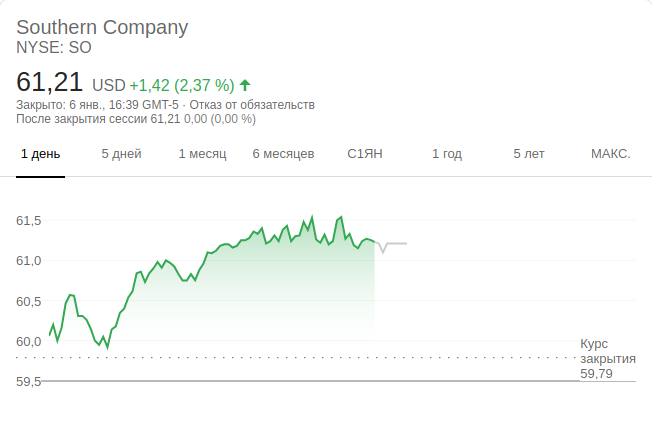 Southern Company
NYSE: SO
61,21 USD +1,42 (2,37 %)
Закрыто: 6 янв., 16:39 GMT-5 · Отказ от обязательств
После закрытия сессии 61,21 0,00 (0,00 %)
1 день 5 дней 1 месяц 6 месяцев С1ЯН 1 год 5 лет МАКС.
61,5
61,0
60,5
60,0
59,5
Курс
закрытия
59,79